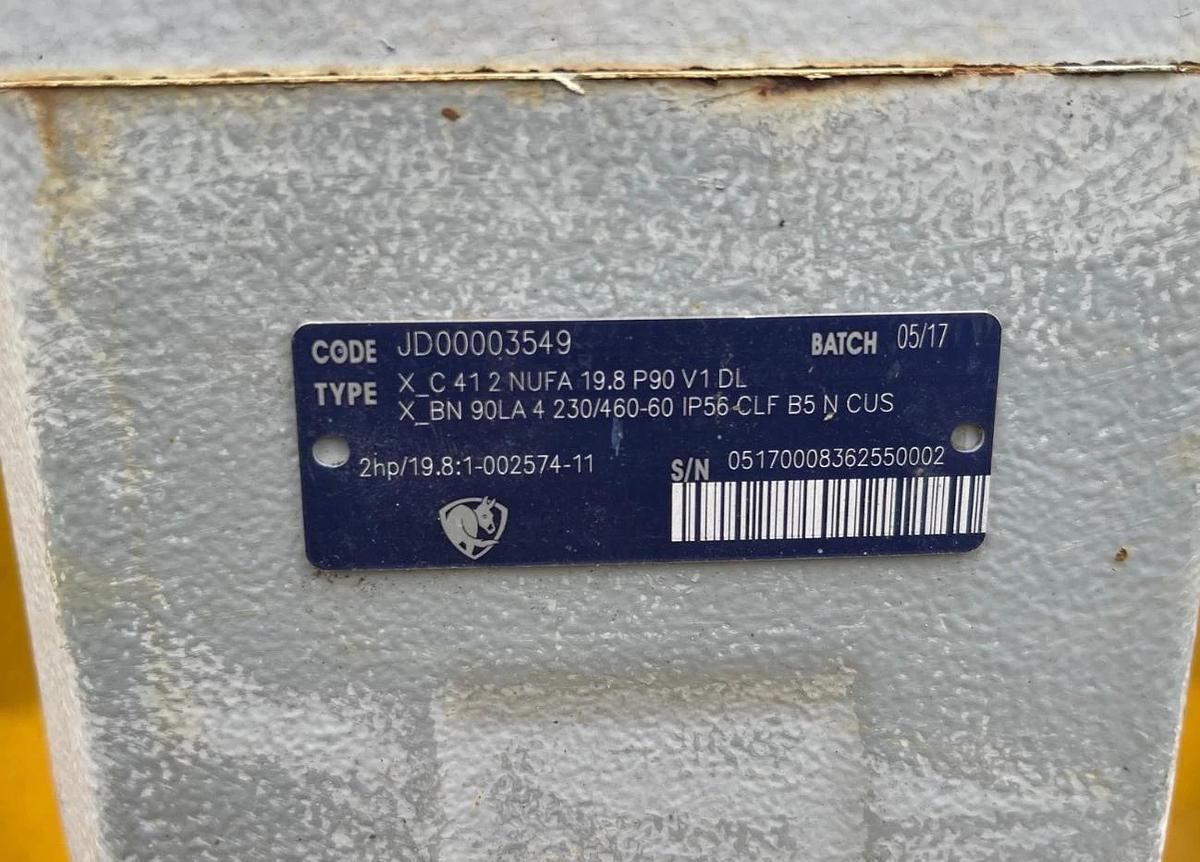 CODE JD00003549 BATCH 05/17
TYPE X_C 41 2 NUFA 19.8 P90 V1 DL
X_BN 90LA 4 230/460-60 IP56 CLF B5 N CUS
2hp/19.8:1-002574-11 S/N 05170008362550002